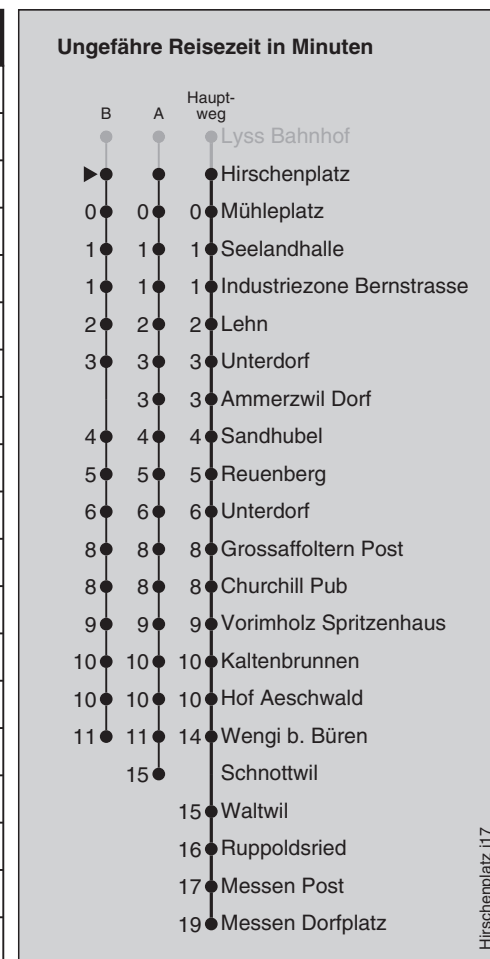 Ungefähre Reisezeit in Minuten
B A Haupt-
weg
Lyss Bahnhof
Hirschenplatz
0 0 0 Mühleplatz
1 1 1 Seelandhalle
1 1 1 Industriezone Bernstrasse
2 2 2 Lehn
3 3 3 Unterdorf
3 3 Ammerzwil Dorf
4 4 4 Sandhubel
5 5 5 Reuenberg
6 6 6 Unterdorf
8 8 8 Grossaffoltern Post
8 8 8 Churchill Pub
9 9 9 Vorimholz Spritzenhaus
10 10 10 Kaltenbrunnen
10 10 10 Hof Aeschwald
11 11 14 Wengi b. Büren
15 Schnottwil
15 Waltwil
16 Ruppoldsried
17 Messen Post
19 Messen Dorfplatz
Hirschenplatz j17